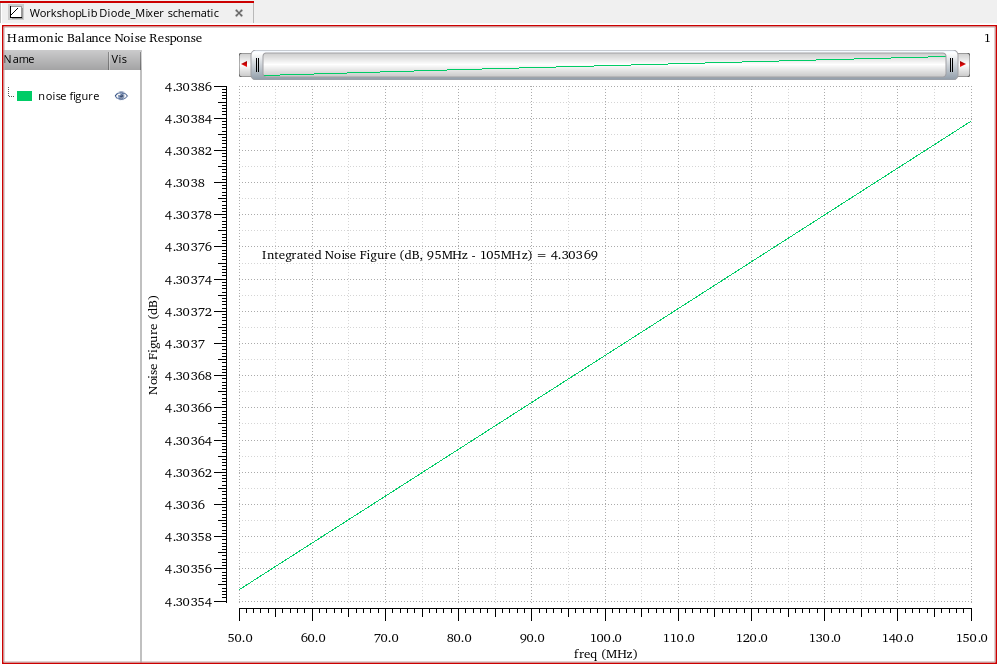 WorkshopLib Diode_Mixer schematic
Harmonic Balance Noise Response
1
Name Vis
noise figure
4.30386
4.30384
4.30382
4.3038
4.30378
4.30376
4.30374
4.30372
4.3037
4.30368
4.30366
4.30364
4.30362
4.3036
4.30358
4.30356
4.30354
Noise Figure (dB)
Integrated Noise Figure (dB, 95MHz - 105MHz) = 4.30369
50.0 60.0 70.0 80.0 90.0 100.0 110.0 120.0 130.0 140.0 150.0
freq (MHz)